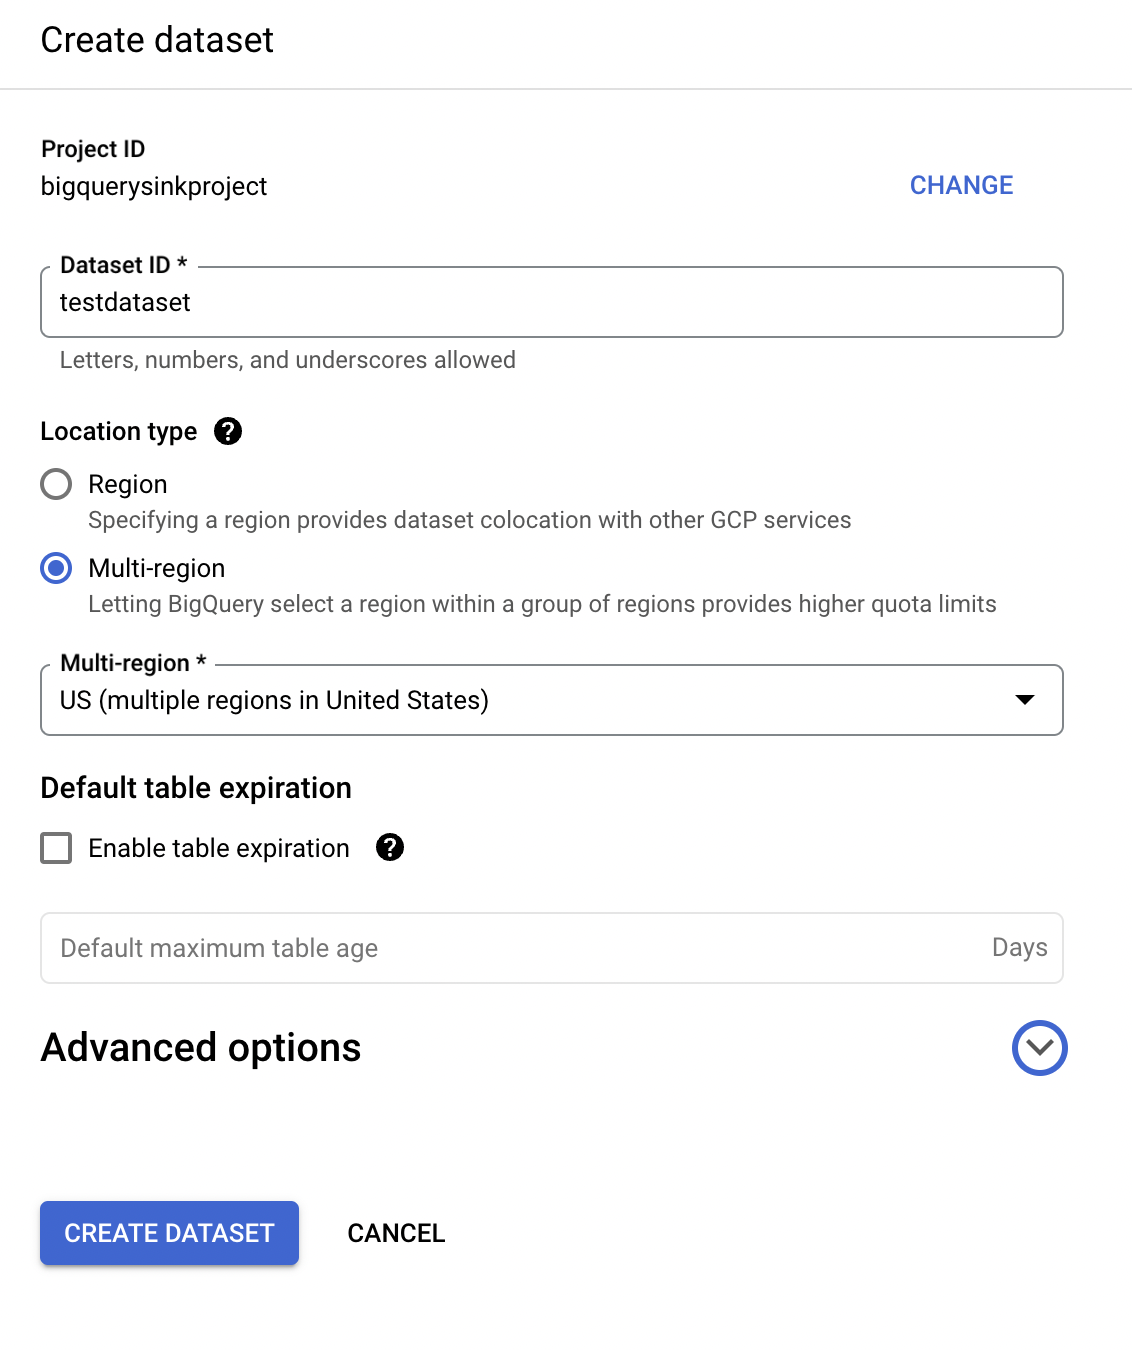 Create dataset
Project ID
bigquerysinkproject
CHANGE
Dataset ID *
testdataset
Letters, numbers, and underscores allowed
Location type ?
Region
Specifying a region provides dataset colocation with other GCP services
Multi-region
Letting BigQuery select a region within a group of regions provides higher quota limits
Multi-region *
US (multiple regions in United States)
Default table expiration
Enable table expiration ?
Default maximum table age Days
Advanced options
CREATE DATASET CANCEL